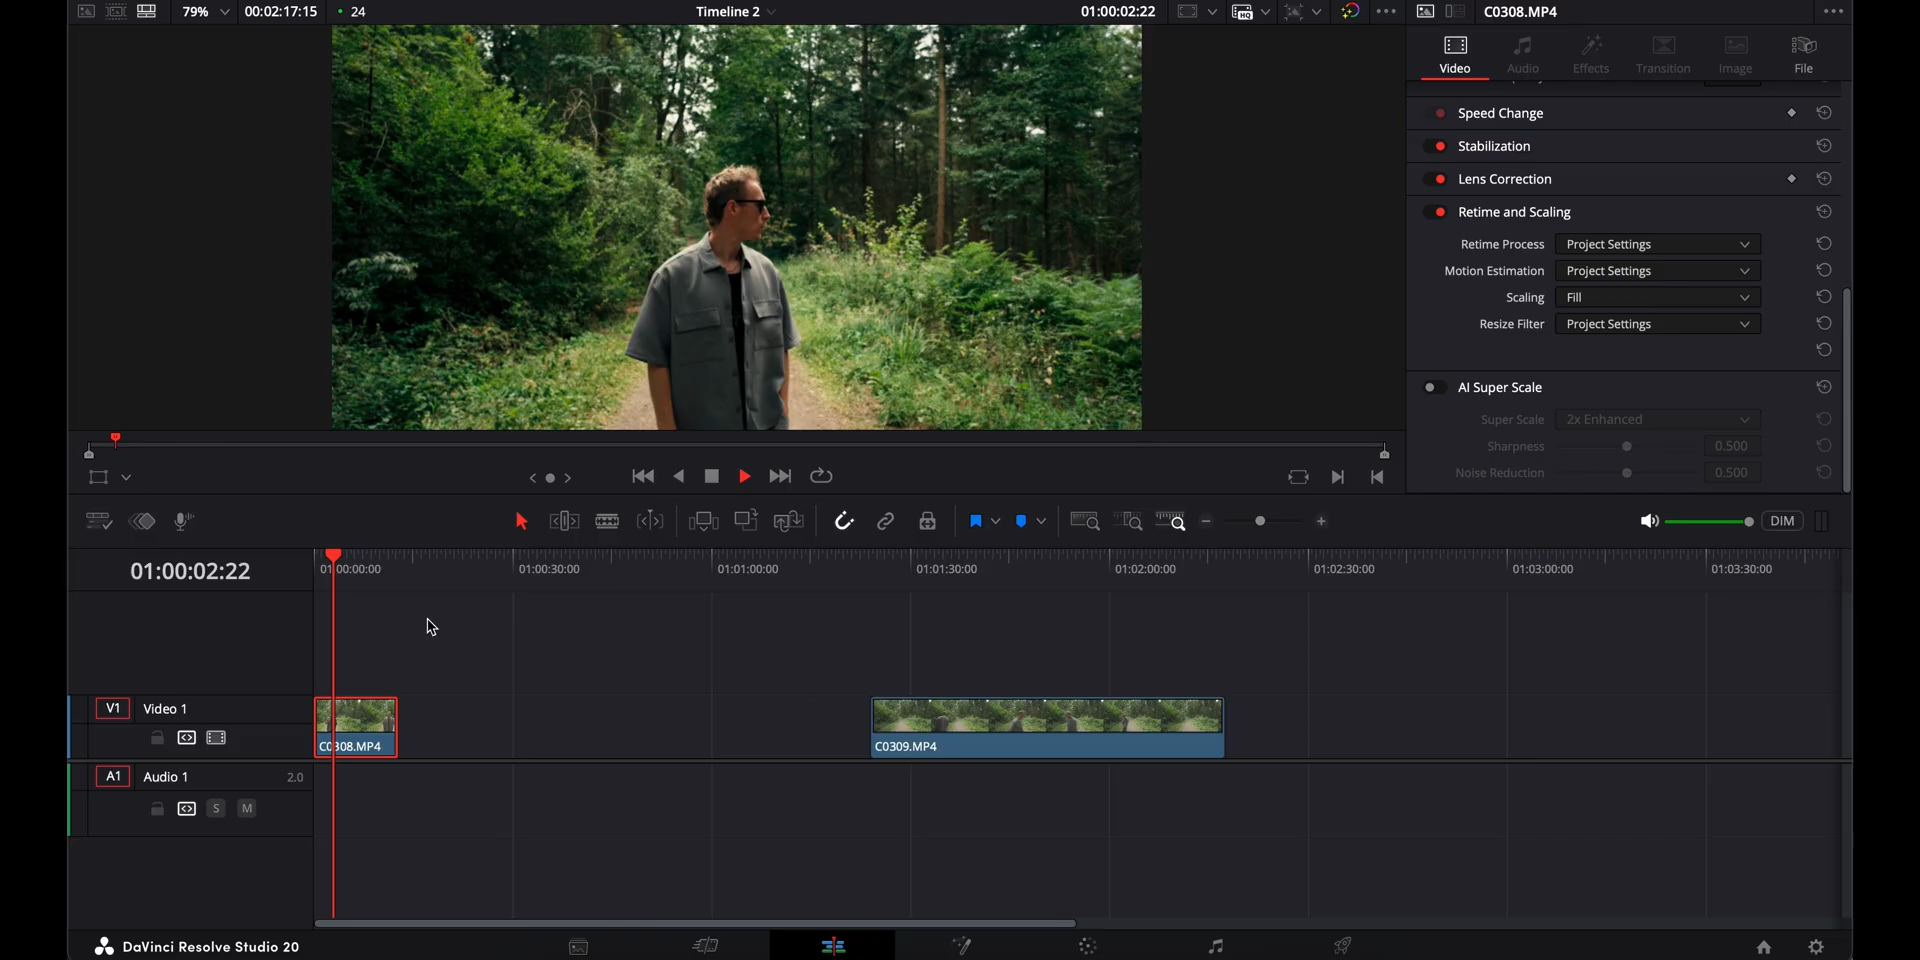 79%
00:02:17:15
24
Timeline 2
01:00:02:22
HQ
C0308.MP4
Video
Audio
Effects
Transition
Image
File
Speed Change
Stabilization
Lens Correction
Retime and Scaling
Retime Process Project Settings
Motion Estimation Project Settings
Scaling Fill
Resize Filter Project Settings
AI Super Scale
Super Scale 2x Enhanced
Sharpness 0.500
Noise Reduction 0.500
DIM
01:00:02:22
01:00:00:00
01:00:30:00
01:01:00:00
01:01:30:00
01:02:00:00
01:02:30:00
01:03:00:00
01:03:30:00
V1 Video 1
C0308.MP4
C0309.MP4
A1 Audio 1 2.0
S M
DaVinci Resolve Studio 20